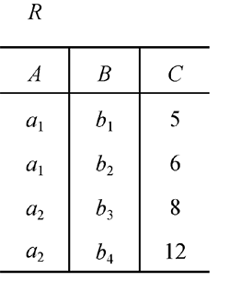 R
A B C
a₁ b₁ 5
a₁ b₂ 6
a₂ b₃ 8
a₂ b₄ 12